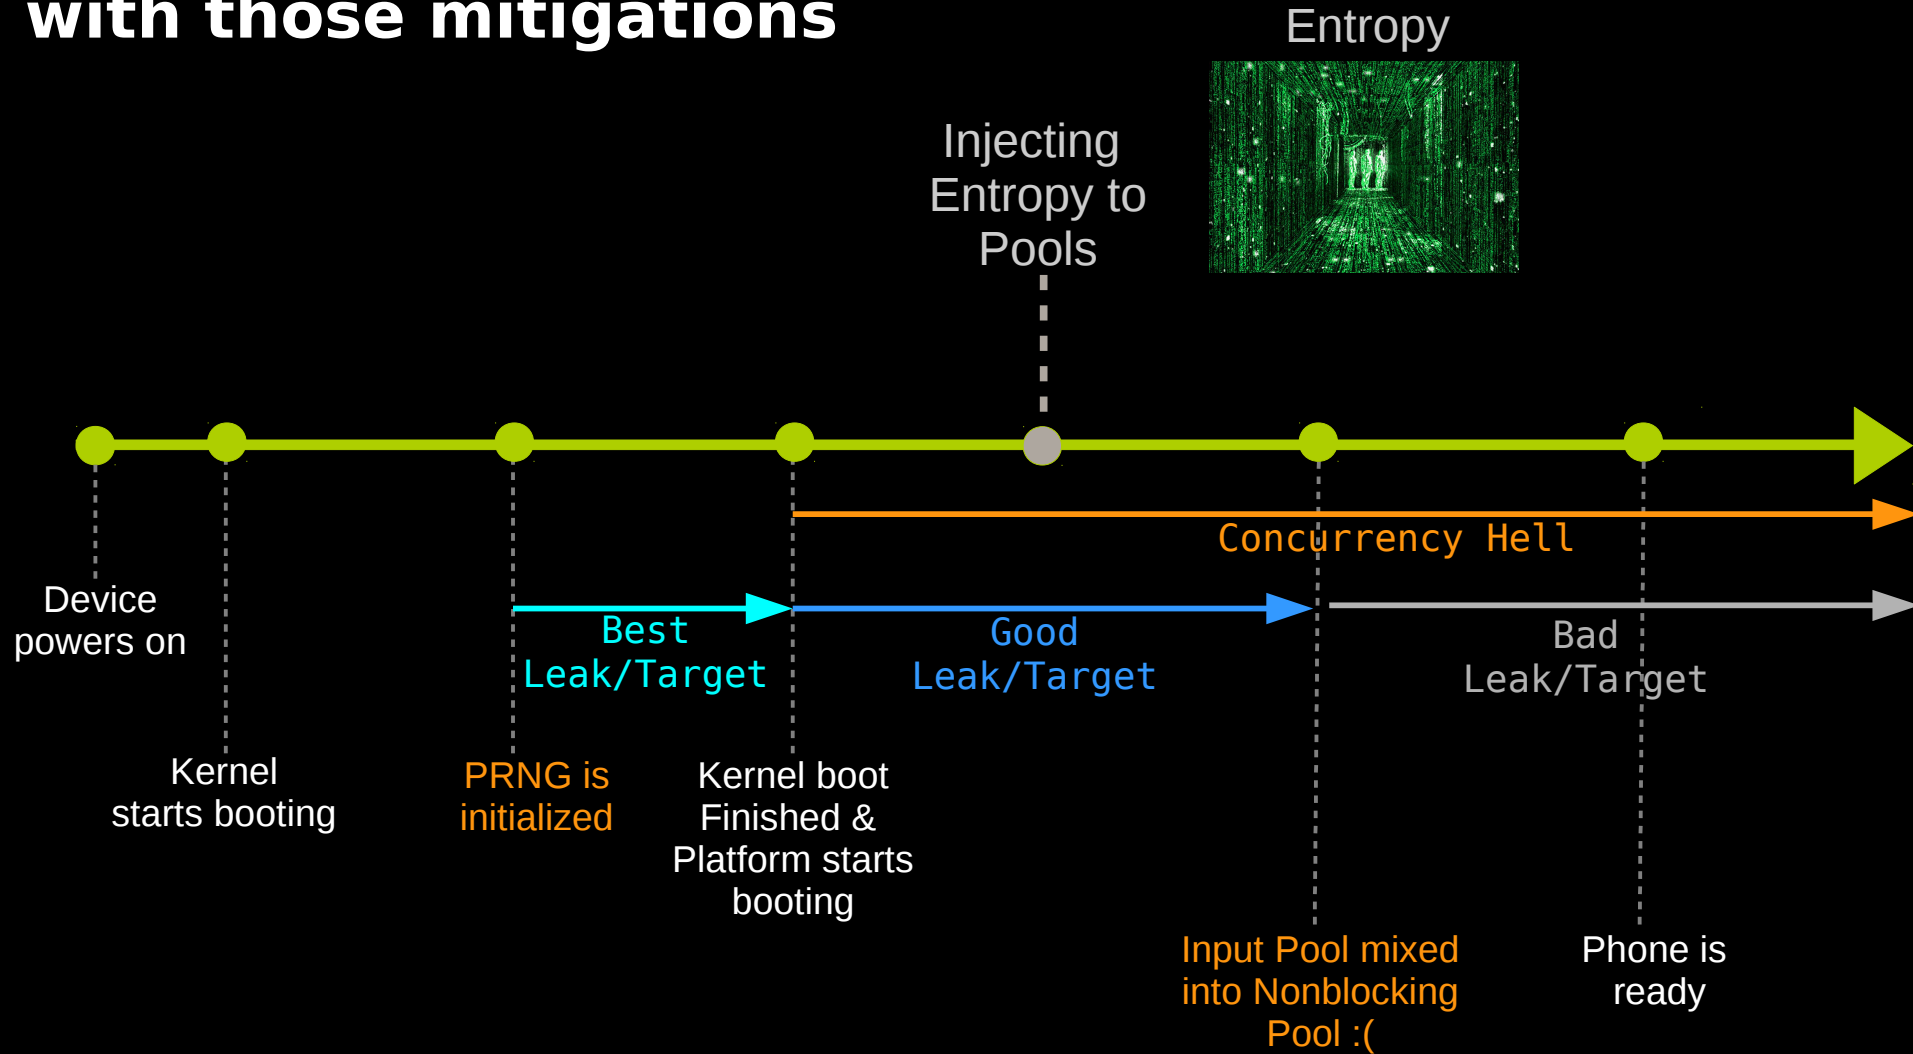 with those mitigations
Entropy
Injecting
Entropy to
Pools
Concurrency Hell
Best
Leak/Target
Good
Leak/Target
Bad
Leak/Target
Device
powers on
Kernel
starts booting
PRNG is
initialized
Kernel boot
Finished &
Platform starts
booting
Input Pool mixed
into Nonblocking
Pool :(
Phone is
ready